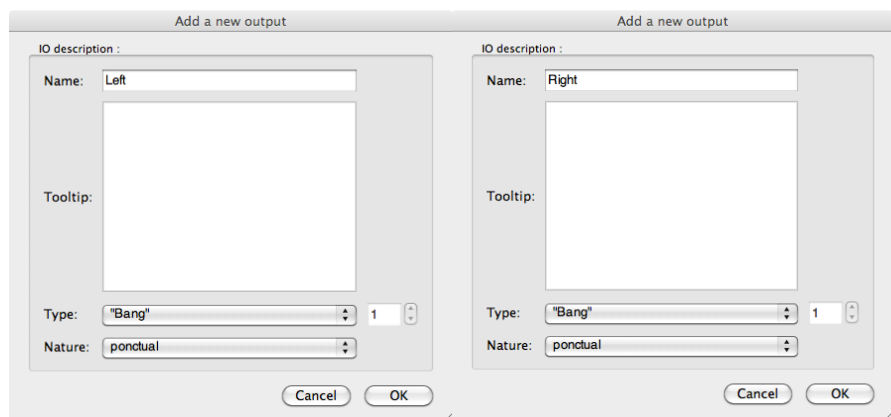 Add a new output
IO description :
Name: Left
Tooltip:
Type: "Bang" 1
Nature: ponctual
Cancel OK
Add a new output
IO description :
Name: Right
Tooltip:
Type: "Bang" 1
Nature: ponctual
Cancel OK